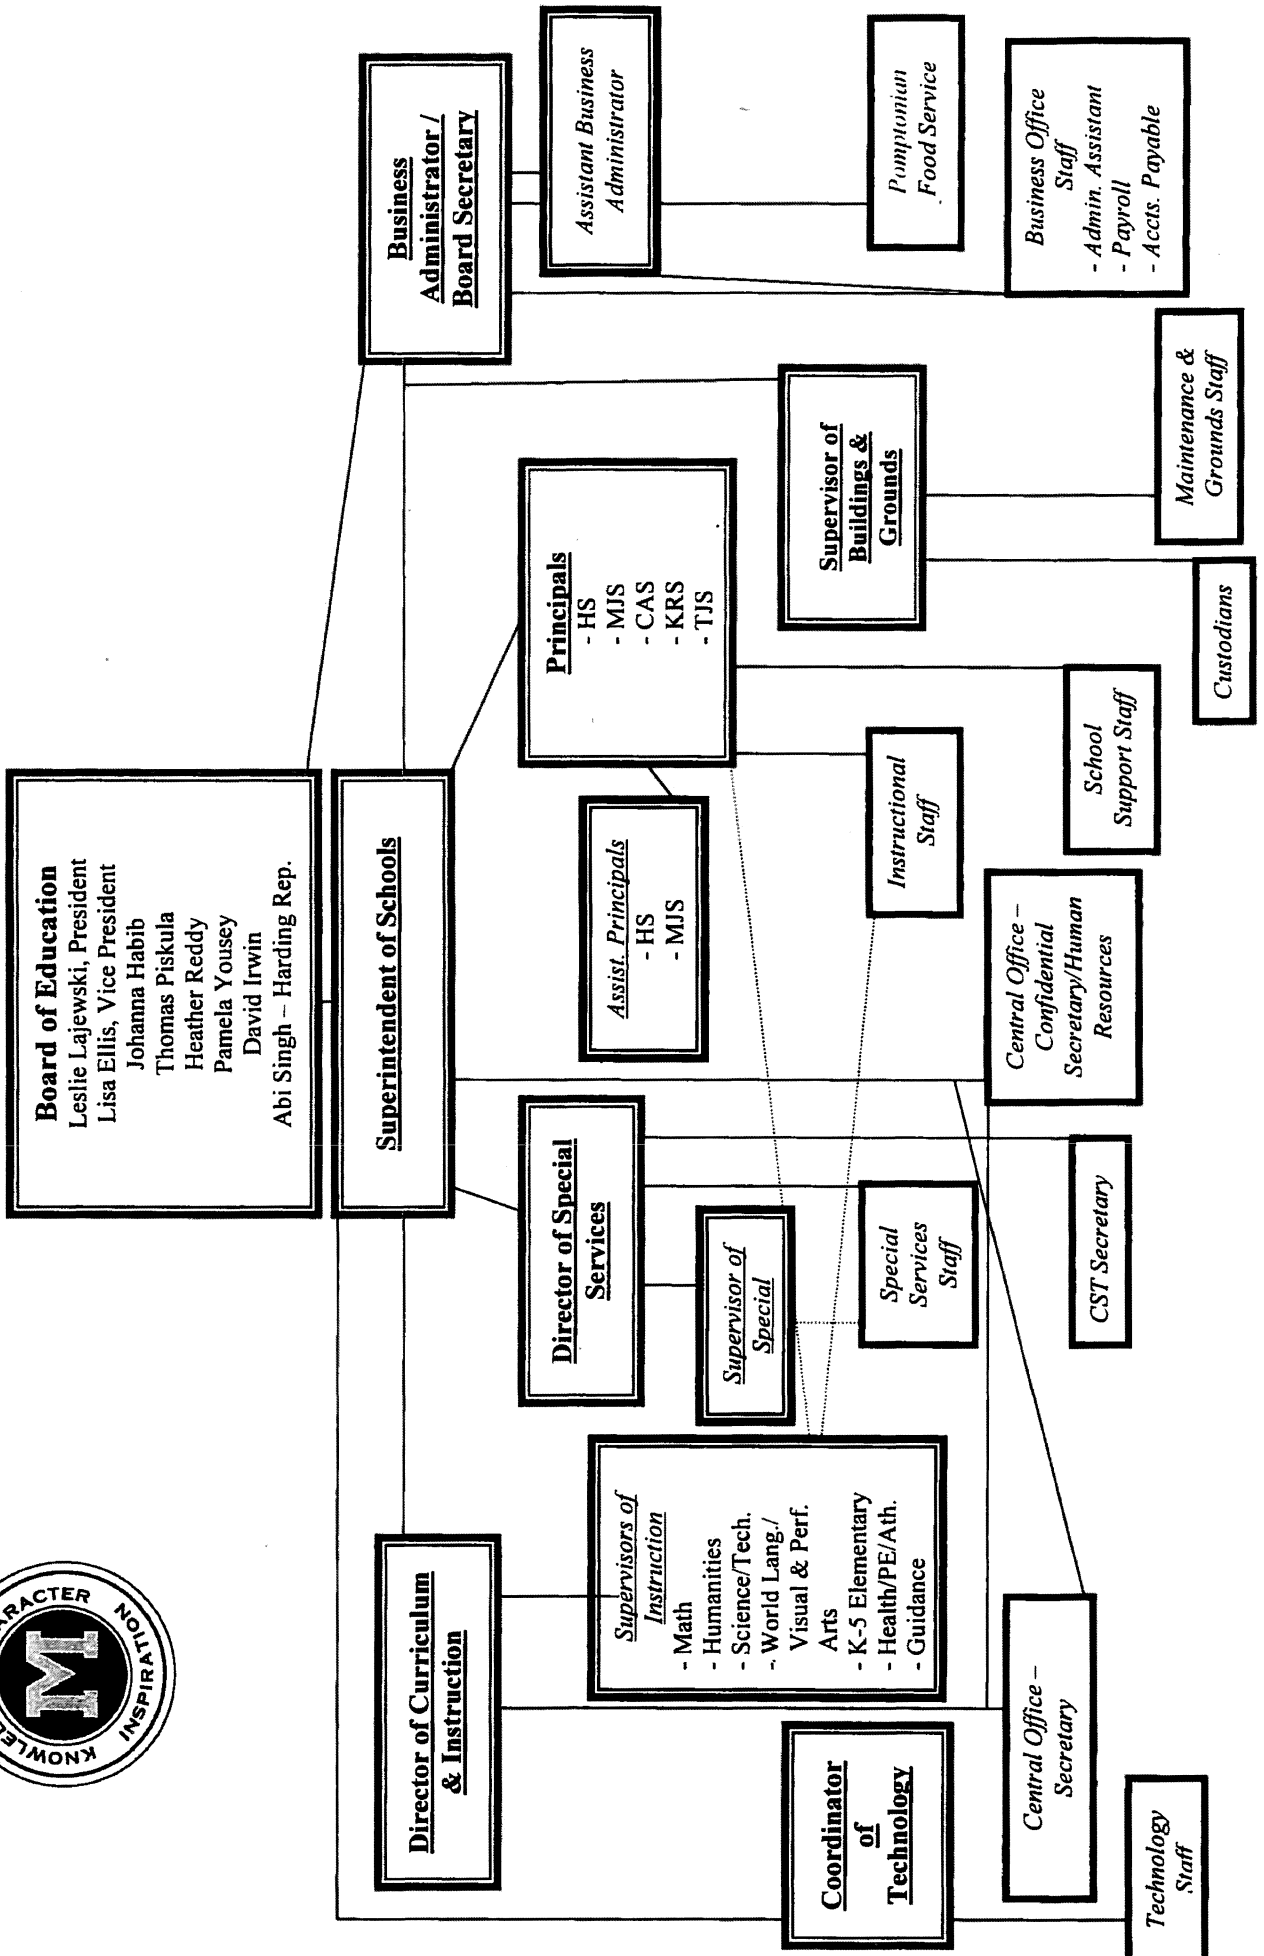 CHARACTER
INSPIRATION
M
Board of Education
Leslie Lajewski, President
Lisa Ellis, Vice President
Johanna Habib
Thomas Piskula
Heather Reddy
Pamela Yousey
David Irwin
Abi Singh – Harding Rep.
Superintendent of Schools
Director of Curriculum
& Instruction
Business
Administrator /
Board Secretary
Director of Special
Services
Principals
- HS
- MJS
- CAS
- KRS
- TJS
Assistant Business
Administrator
Assist. Principals
- HS
- MJS
Supervisors of
Instruction
- Math
- Humanities
- Science/Tech.
- World Lang./
Visual & Perf.
Arts
- K-5 Elementary
- Health/PE/Ath.
- Guidance
Supervisor of
Special
Coordinator
of
Technology
Supervisor of
Buildings &
Grounds
Special
Services
Staff
Instructional
Staff
Pomptonian
Food Service
Central Office –
Confidential
Secretary/Human
Resources
Central Office –
Secretary
Business Office
Staff
- Admin. Assistant
- Payroll
- Accts. Payable
CST Secretary
School
Support Staff
Technology
Staff
Maintenance &
Grounds Staff
Custodians